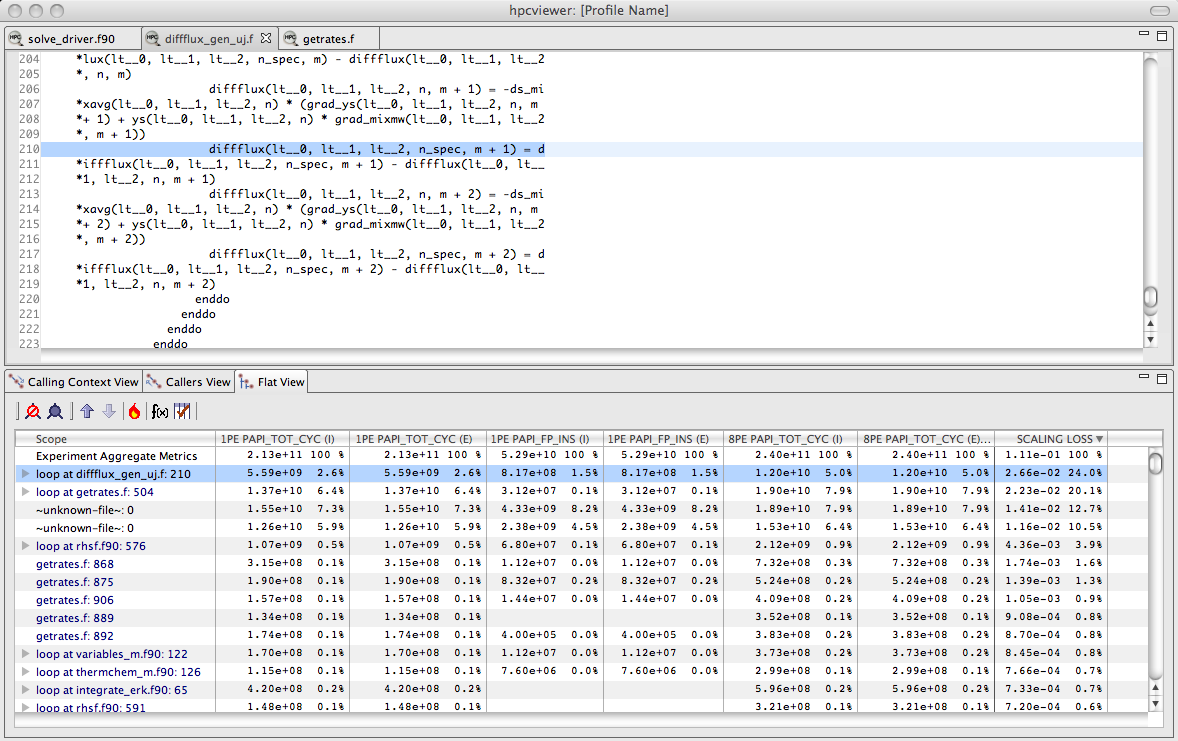 hpcviewer: [Profile Name]
solve_driver.f90 diffflux_gen_uj.f getrates.f
204 *lux(lt__0, lt__1, lt__2, n_spec, m) - diffflux(lt__0, lt__1, lt__2
205 *, n, m)
206 diffflux(lt__0, lt__1, lt__2, n, m + 1) = -ds_mi
207 *xavg(lt__0, lt__1, lt__2, n) * (grad_ys(lt__0, lt__1, lt__2, n, m
208 *+ 1) + ys(lt__0, lt__1, lt__2, n) * grad_mixmw(lt__0, lt__1, lt__2
209 *, m + 1))
210 diffflux(lt__0, lt__1, lt__2, n_spec, m + 1) = d
211 *iffflux(lt__0, lt__1, lt__2, n_spec, m + 1) - diffflux(lt__0, lt__
212 *1, lt__2, n, m + 1)
213 diffflux(lt__0, lt__1, lt__2, n, m + 2) = -ds_mi
214 *xavg(lt__0, lt__1, lt__2, n) * (grad_ys(lt__0, lt__1, lt__2, n, m
215 *+ 2) + ys(lt__0, lt__1, lt__2, n) * grad_mixmw(lt__0, lt__1, lt__2
216 *, m + 2))
217 diffflux(lt__0, lt__1, lt__2, n_spec, m + 2) = d
218 *iffflux(lt__0, lt__1, lt__2, n_spec, m + 2) - diffflux(lt__0, lt__
219 *1, lt__2, n, m + 2)
220 enddo
221 enddo
222 enddo
223 enddo
Calling Context View Callers View Flat View
f(x)
Scope 1PE PAPI_TOT_CYC (I) 1PE PAPI_TOT_CYC (E) 1PE PAPI_FP_INS (I) 1PE PAPI_FP_INS (E) 8PE PAPI_TOT_CYC (I) 8PE PAPI_TOT_CYC (E)... SCALING LOSS
Experiment Aggregate Metrics 2.13e+11 100 % 2.13e+11 100 % 5.29e+10 100 % 5.29e+10 100 % 2.40e+11 100 % 2.40e+11 100 % 1.11e-01 100 %
loop at diffflux_gen_uj.f: 210 5.59e+09 2.6% 5.59e+09 2.6% 8.17e+08 1.5% 8.17e+08 1.5% 1.20e+10 5.0% 1.20e+10 5.0% 2.66e-02 24.0%
loop at getrates.f: 504 1.37e+10 6.4% 1.37e+10 6.4% 3.12e+07 0.1% 3.12e+07 0.1% 1.90e+10 7.9% 1.90e+10 7.9% 2.23e-02 20.1%
~unknown-file~: 0 1.55e+10 7.3% 1.55e+10 7.3% 4.33e+09 8.2% 4.33e+09 8.2% 1.89e+10 7.9% 1.89e+10 7.9% 1.41e-02 12.7%
~unknown-file~: 0 1.26e+10 5.9% 1.26e+10 5.9% 2.38e+09 4.5% 2.38e+09 4.5% 1.53e+10 6.4% 1.53e+10 6.4% 1.16e-02 10.5%
loop at rhsf.f90: 576 1.07e+09 0.5% 1.07e+09 0.5% 6.80e+07 0.1% 6.80e+07 0.1% 2.12e+09 0.9% 2.12e+09 0.9% 4.36e-03 3.9%
getrates.f: 868 3.15e+08 0.1% 3.15e+08 0.1% 1.12e+07 0.0% 1.12e+07 0.0% 7.32e+08 0.3% 7.32e+08 0.3% 1.74e-03 1.6%
getrates.f: 875 1.90e+08 0.1% 1.90e+08 0.1% 8.32e+07 0.2% 8.32e+07 0.2% 5.24e+08 0.2% 5.24e+08 0.2% 1.39e-03 1.3%
getrates.f: 906 1.57e+08 0.1% 1.57e+08 0.1% 1.44e+07 0.0% 1.44e+07 0.0% 4.09e+08 0.2% 4.09e+08 0.2% 1.05e-03 0.9%
getrates.f: 889 1.34e+08 0.1% 1.34e+08 0.1% 3.52e+08 0.1% 3.52e+08 0.1% 9.08e-04 0.8%
getrates.f: 892 1.74e+08 0.1% 1.74e+08 0.1% 4.00e+05 0.0% 4.00e+05 0.0% 3.83e+08 0.2% 3.83e+08 0.2% 8.70e-04 0.8%
loop at variables_m.f90: 122 1.70e+08 0.1% 1.70e+08 0.1% 1.12e+07 0.0% 1.12e+07 0.0% 3.73e+08 0.2% 3.73e+08 0.2% 8.45e-04 0.8%
loop at thermchem_m.f90: 126 1.15e+08 0.1% 1.15e+08 0.1% 7.60e+06 0.0% 7.60e+06 0.0% 2.99e+08 0.1% 2.99e+08 0.1% 7.66e-04 0.7%
loop at integrate_erk.f90: 65 4.20e+08 0.2% 4.20e+08 0.2% 5.96e+08 0.2% 5.96e+08 0.2% 7.33e-04 0.7%
loop at rhsf.f90: 591 1.48e+08 0.1% 1.48e+08 0.1% 3.21e+08 0.1% 3.21e+08 0.1% 7.20e-04 0.6%